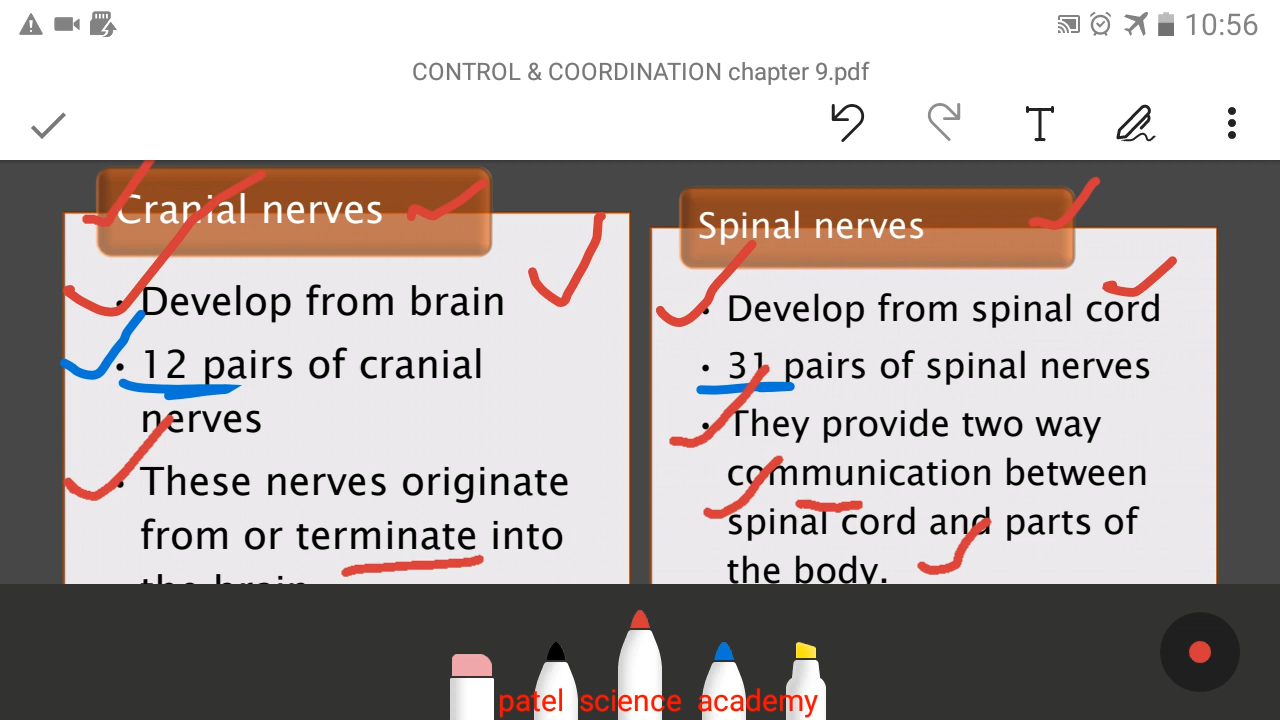 10:56
CONTROL & COORDINATION chapter 9.pdf
T
Cranial nerves
• Develop from brain
• 12 pairs of cranial
nerves
• These nerves originate
from or terminate into
the brain
Spinal nerves
• Develop from spinal cord
• 31 pairs of spinal nerves
• They provide two way
communication between
spinal cord and parts of
the body.
patel science academy